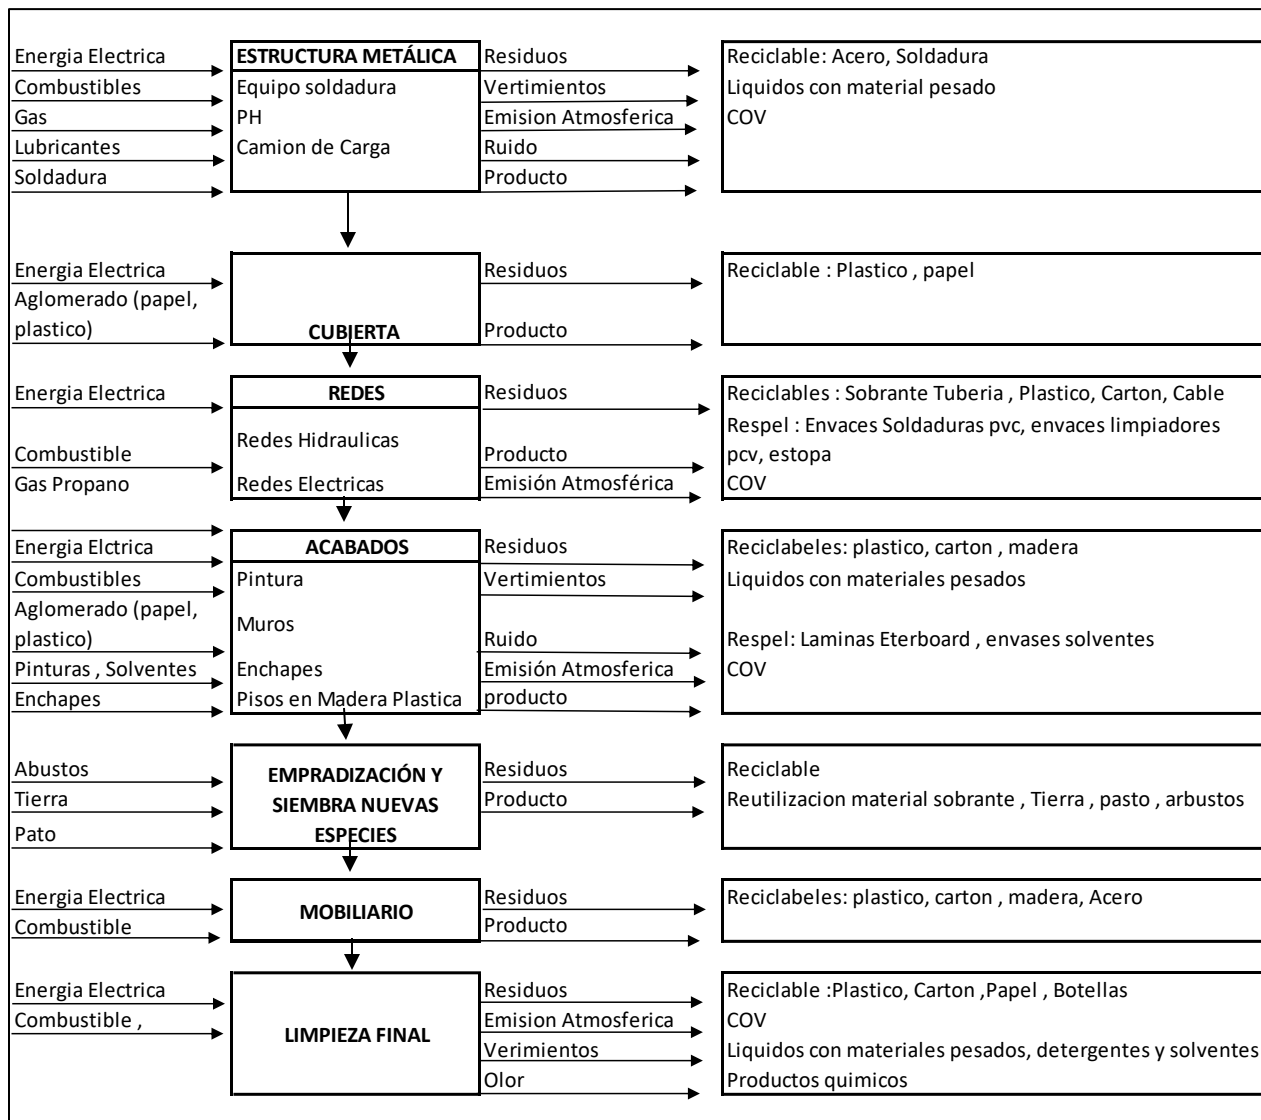 Energia Electrica ESTRUCTURA METÁLICA Residuos Reciclable: Acero, Soldadura
Combustibles Equipo soldadura Vertimientos Liquidos con material pesado
Gas PH Emision Atmosferica COV
Lubricantes Camion de Carga Ruido
Soldadura Producto
Energia Electrica Residuos Reciclable : Plastico , papel
Aglomerado (papel,
plastico) CUBIERTA Producto
Energia Electrica REDES Residuos Reciclables : Sobrante Tuberia , Plastico, Carton, Cable
Redes Hidraulicas Respel : Envaces Soldaduras pvc, envaces limpiadores
Combustible Producto pcv, estopa
Gas Propano Redes Electricas Emisión Atmosférica COV
Energia Elctrica ACABADOS Residuos Reciclabeles: plastico, carton , madera
Combustibles Pintura Vertimientos Liquidos con materiales pesados
Aglomerado (papel,
plastico) Muros Ruido Respel: Laminas Eterboard , envases solventes
Pinturas , Solventes Enchapes Emisión Atmosferica COV
Enchapes Pisos en Madera Plastica producto
Abustos EMPRADIZACIÓN Y Residuos Reciclable
Tierra SIEMBRA NUEVAS Producto Reutilizacion material sobrante , Tierra , pasto , arbustos
Pato ESPECIES
Energia Electrica MOBILIARIO Residuos Reciclabeles: plastico, carton , madera, Acero
Combustible Producto
Energia Electrica Residuos Reciclable :Plastico, Carton ,Papel , Botellas
Combustible , LIMPIEZA FINAL Emision Atmosferica COV
Verimientos Liquidos con materiales pesados, detergentes y solventes
Olor Productos quimicos